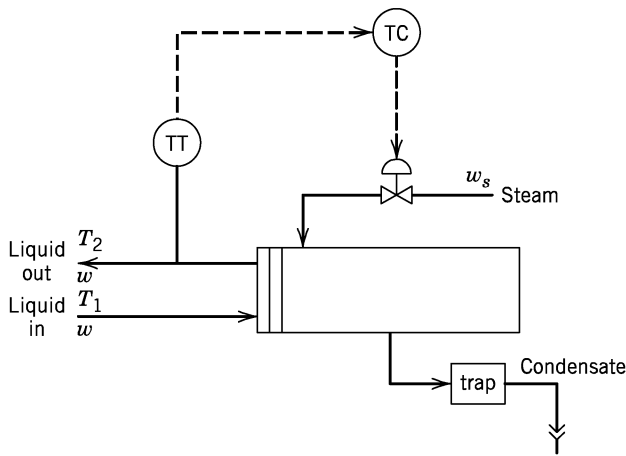 TC
TT
w_s
Steam
Liquid
out
T_2
w
Liquid
in
T_1
w
trap
Condensate